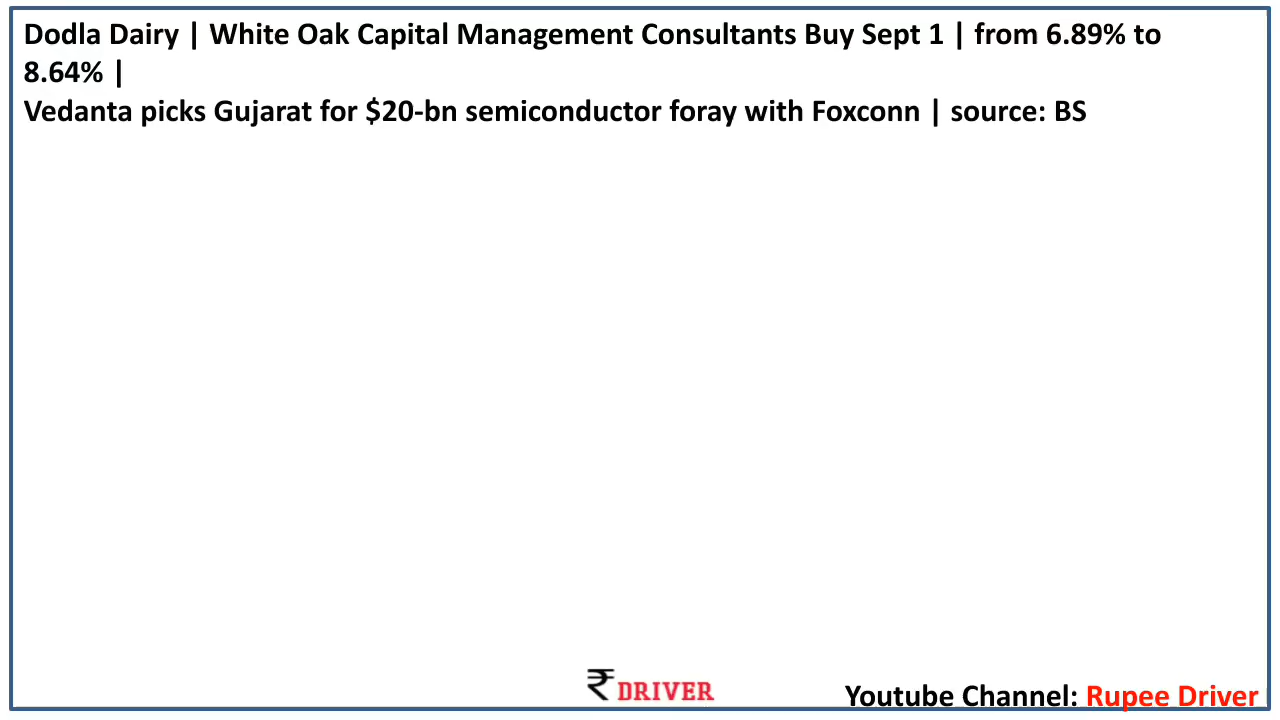 Dodla Dairy | White Oak Capital Management Consultants Buy Sept 1 | from 6.89% to
8.64% |
Vedanta picks Gujarat for $20-bn semiconductor foray with Foxconn | source: BS
₹ DRIVER
Youtube Channel: Rupee Driver